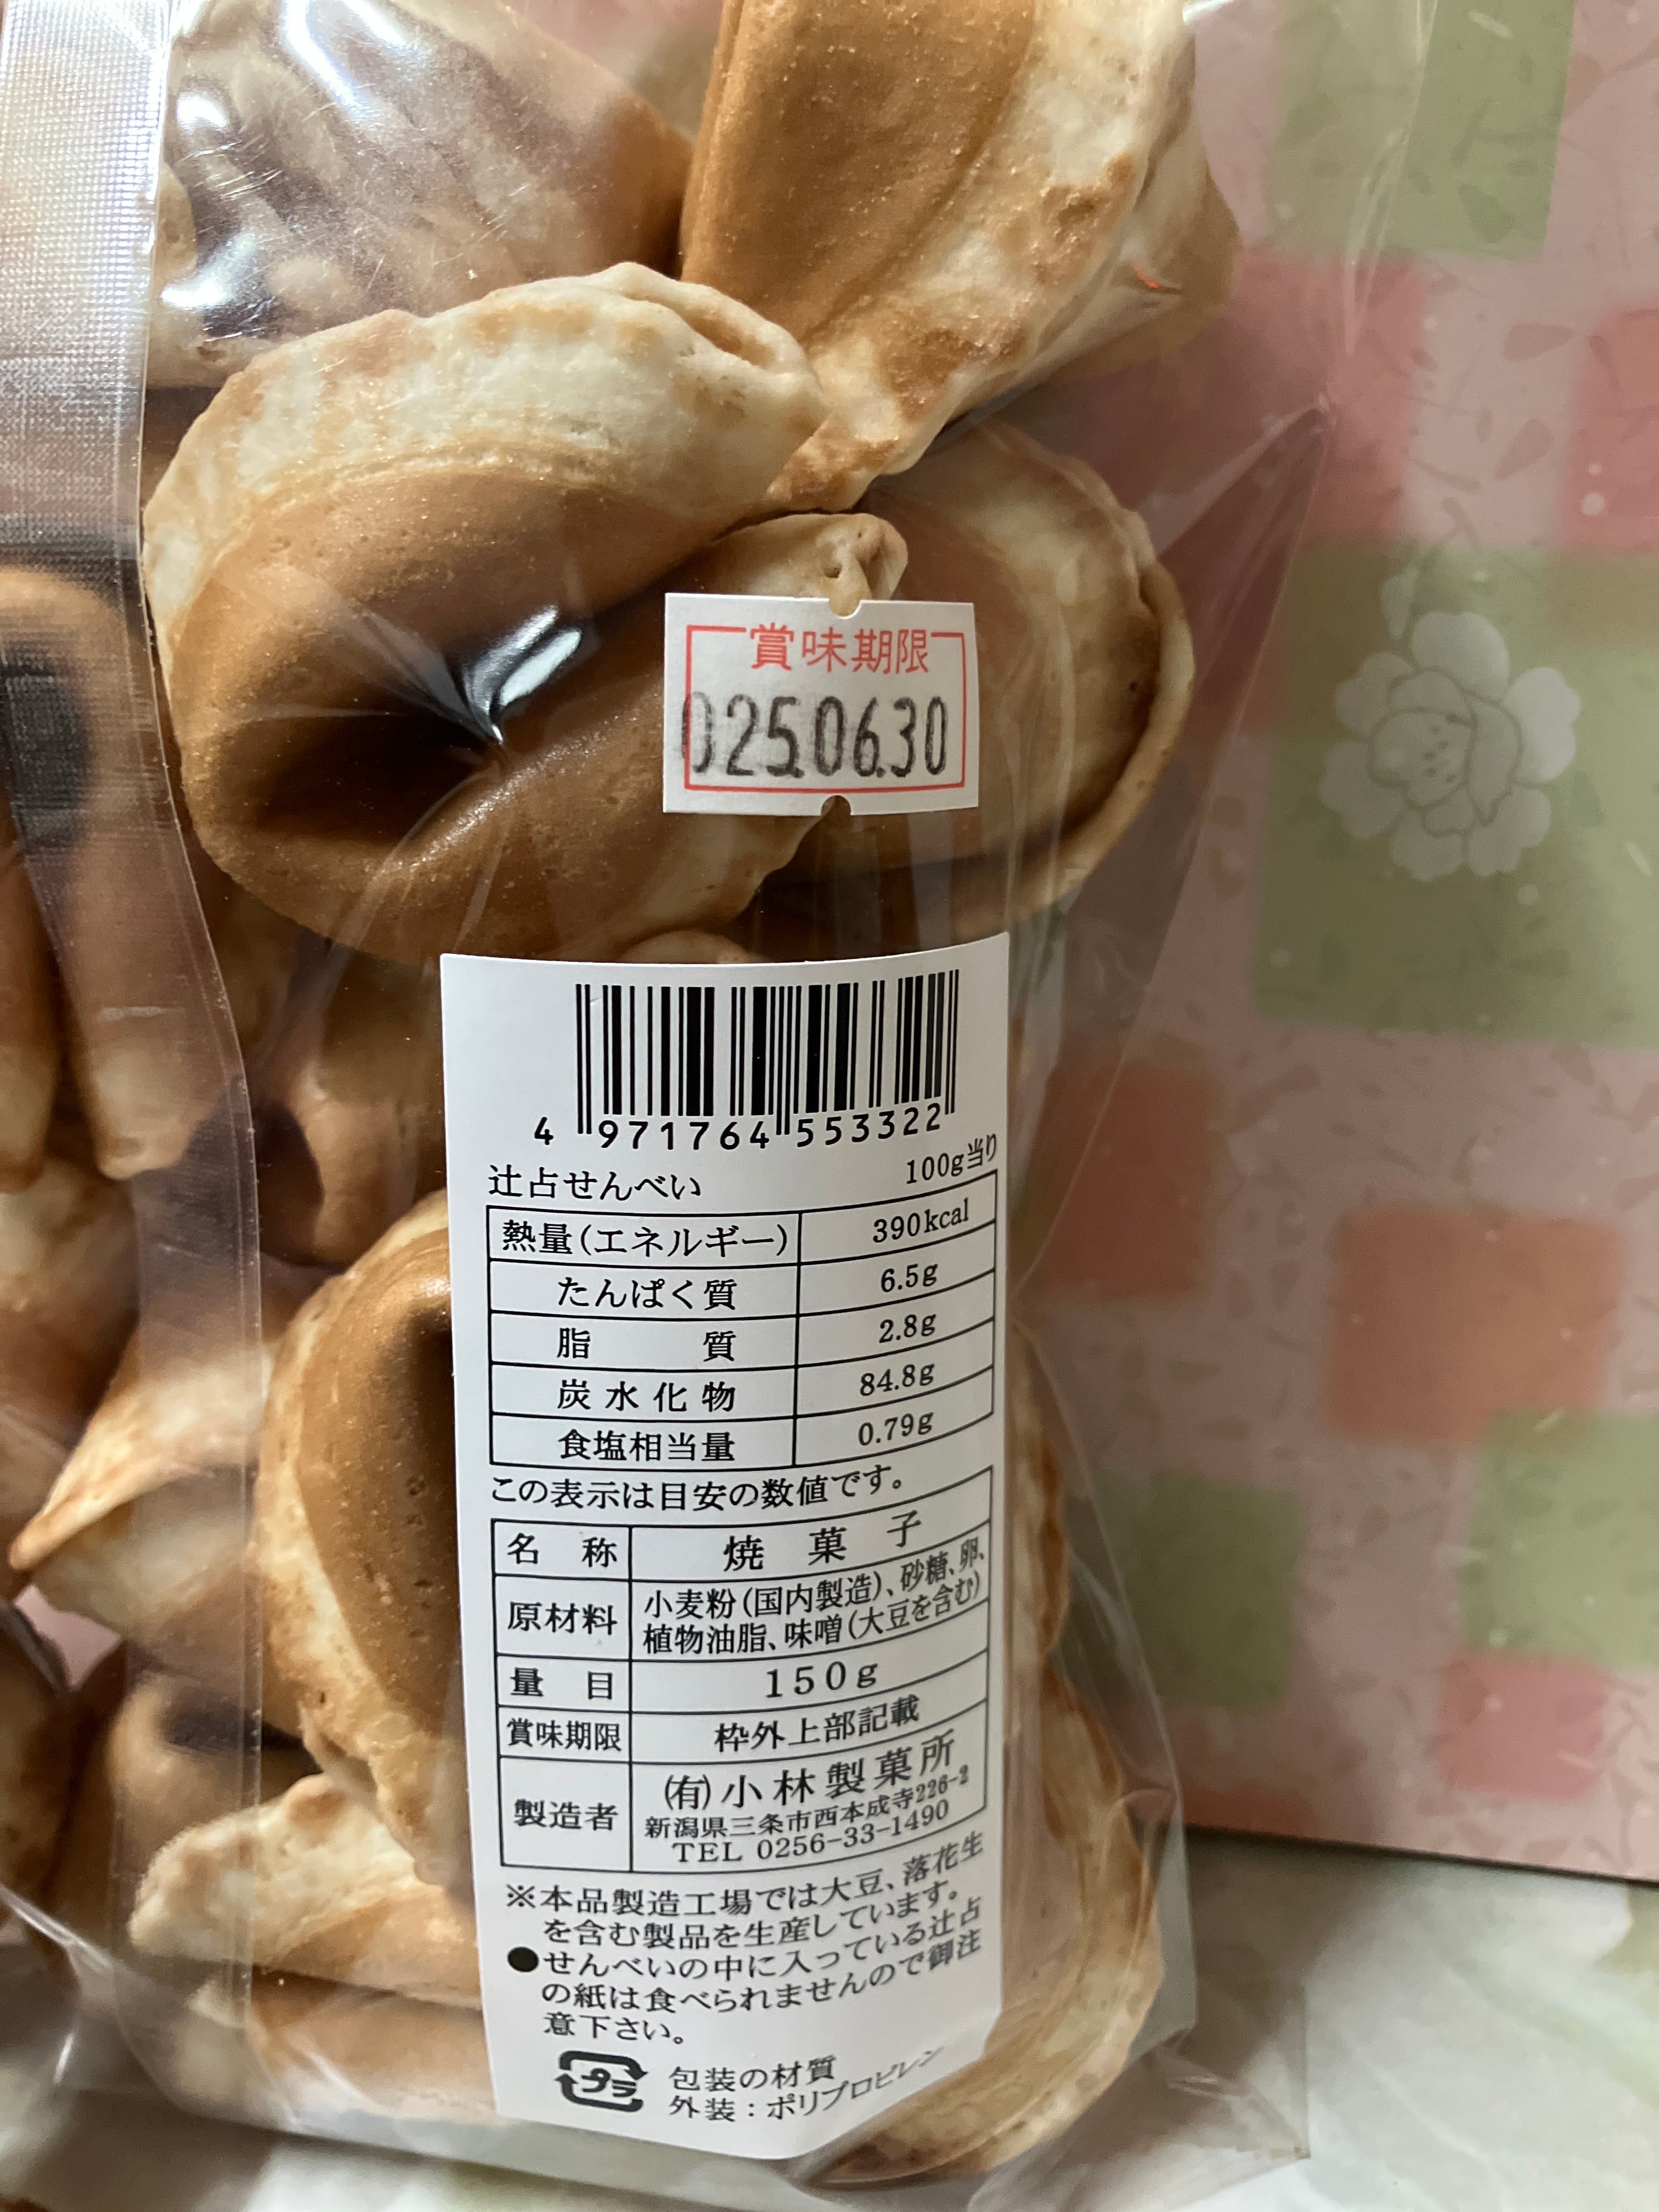 賞味期限
025.06.30
4 971764 553322
辻占せんべい 100g当り
熱量(エネルギー) 390kcal
たんぱく質 6.5g
脂質 2.8g
炭水化物 84.8g
食塩相当量 0.79g
この表示は目安の数値です。
名称 焼菓子
原材料 小麦粉(国内製造)、砂糖、卵、
植物油脂、味噌(大豆を含む)
量目 150g
賞味期限 枠外上部記載
製造者 (有)小林製菓所
新潟県三条市西本成寺226-2
TEL 0256-33-1490
※本品製造工場では大豆、落花生
を含む製品を生産しています。
●せんべいの中に入っている辻占
の紙は食べられませんので御注
意下さい。
プラ 包装の材質
外装:ポリプロピレン